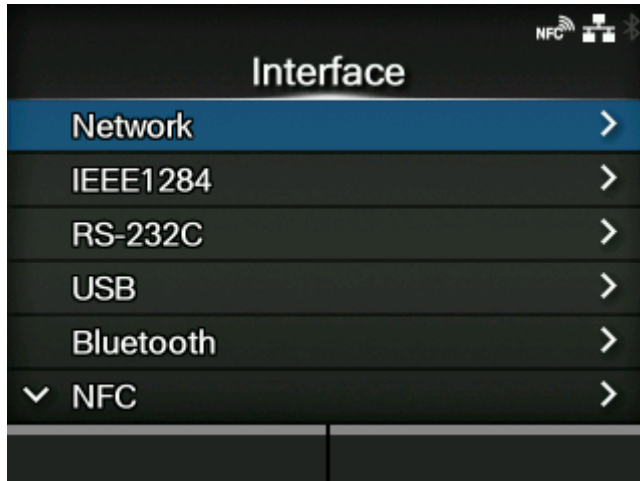 NFC
Interface
Network
IEEE1284
RS-232C
USB
Bluetooth
NFC